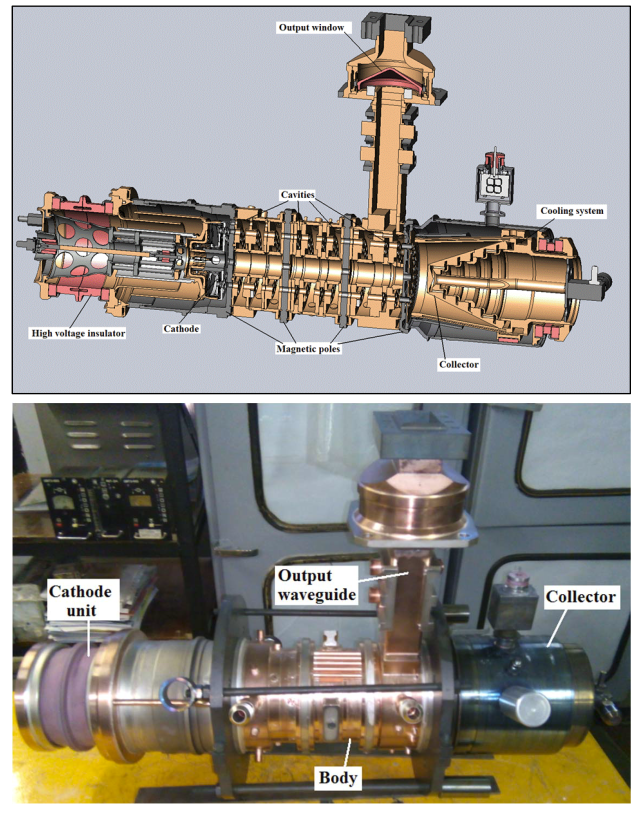 Output window
Cavities
Cooling system
High voltage insulator
Cathode
Magnetic poles
Collector
Cathode
unit
Output
waveguide
Collector
Body